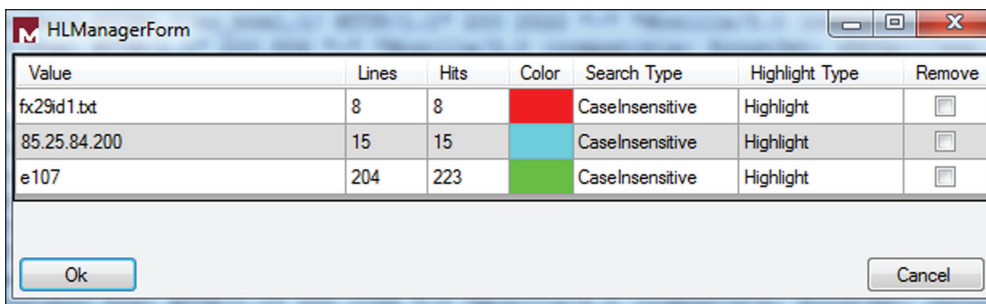 HLManagerForm
Value Lines Hits Color Search Type Highlight Type Remove
fx29id1.txt 8 8 CaseInsensitive Highlight
85.25.84.200 15 15 CaseInsensitive Highlight
e107 204 223 CaseInsensitive Highlight
Ok Cancel